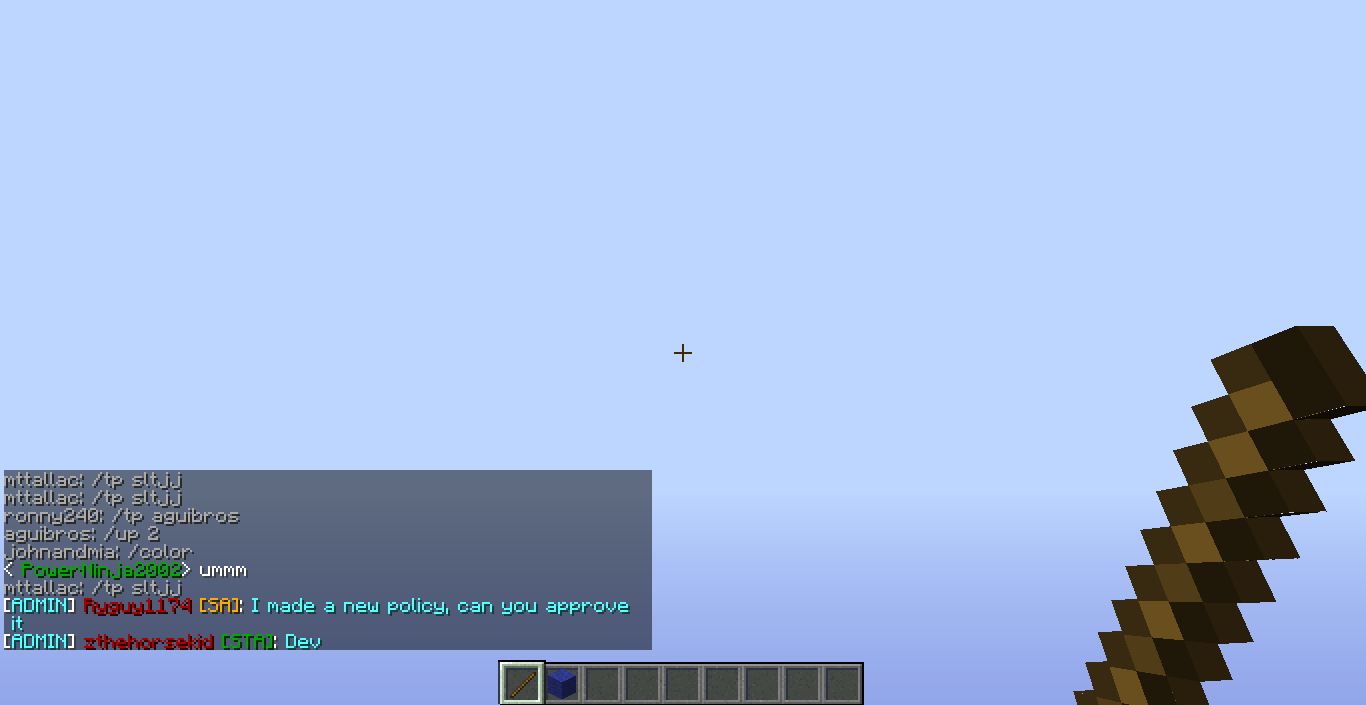 mttallac: /tp sltjj
mttallac: /tp sltjj
ronny240: /tp aguibros
aguibros: /up 2
johnandmia: /color
< PowerNinja2002> ummm
mttallac: /tp sltjj
[ADMIN] Ryguy1174 [SA]: I made a new policy, can you approve
it
[ADMIN] zthehorsekid [STA]: Dev